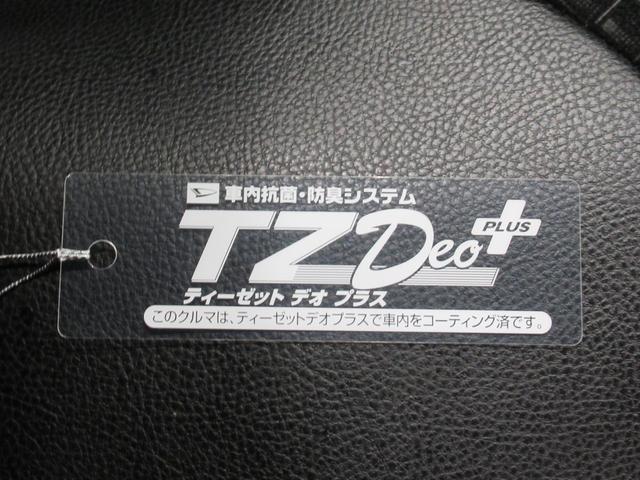 車内抗菌・防臭システム
TZ Deo PLUS
ティーゼット デオ プラス
このクルマは、ティーゼットデオプラスで車内をコーティング済です。